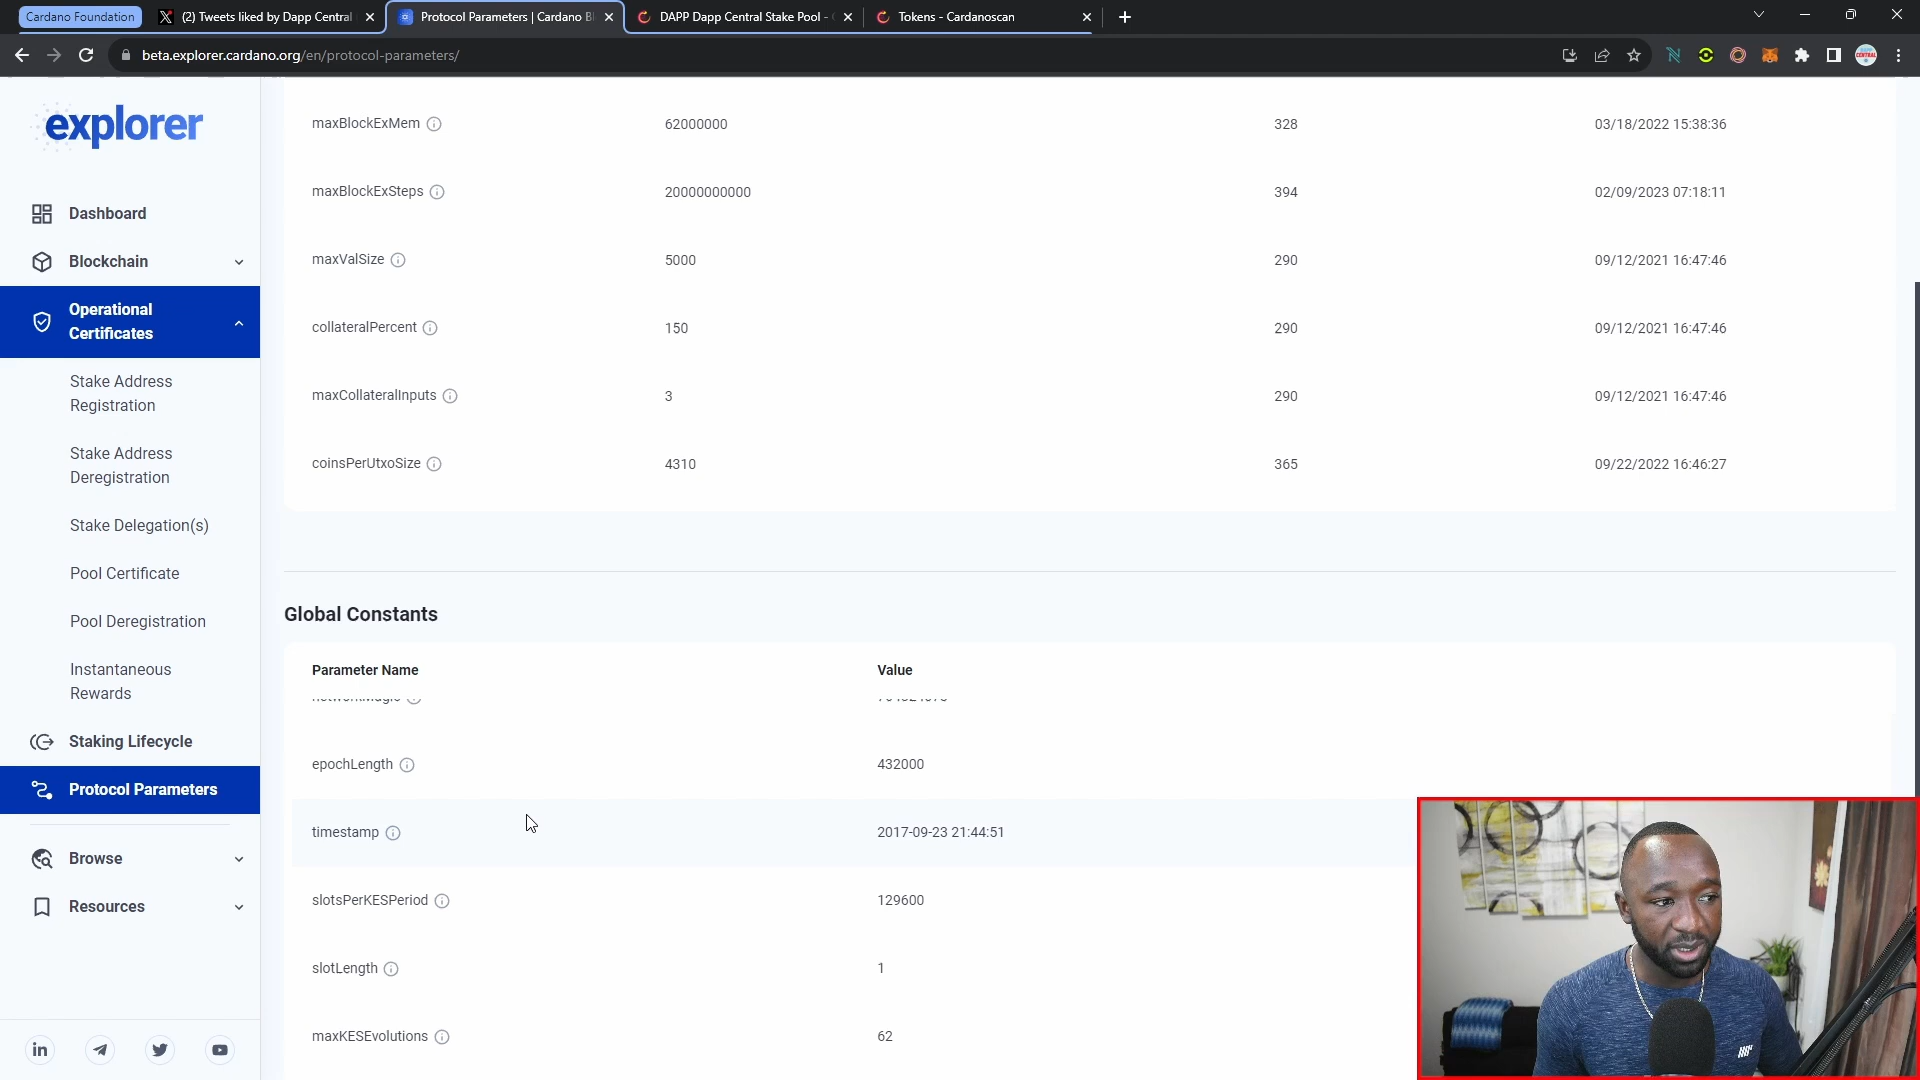 Cardano Foundation
(2) Tweets liked by Dapp Central
Protocol Parameters | Cardano Bl
DAPP Dapp Central Stake Pool -
Tokens - Cardanoscan
beta.explorer.cardano.org/en/protocol-parameters/
explorer
Dashboard
Blockchain
Operational
Certificates
Stake Address
Registration
Stake Address
Deregistration
Stake Delegation(s)
Pool Certificate
Pool Deregistration
Instantaneous
Rewards
Staking Lifecycle
Protocol Parameters
Browse
Resources
maxBlockExMem 62000000 328 03/18/2022 15:38:36
maxBlockExSteps 20000000000 394 02/09/2023 07:18:11
maxValSize 5000 290 09/12/2021 16:47:46
collateralPercent 150 290 09/12/2021 16:47:46
maxCollateralInputs 3 290 09/12/2021 16:47:46
coinsPerUtxoSize 4310 365 09/22/2022 16:46:27
Global Constants
Parameter Name Value
epochLength 432000
timestamp 2017-09-23 21:44:51
slotsPerKESPeriod 129600
slotLength 1
maxKESEvolutions 62